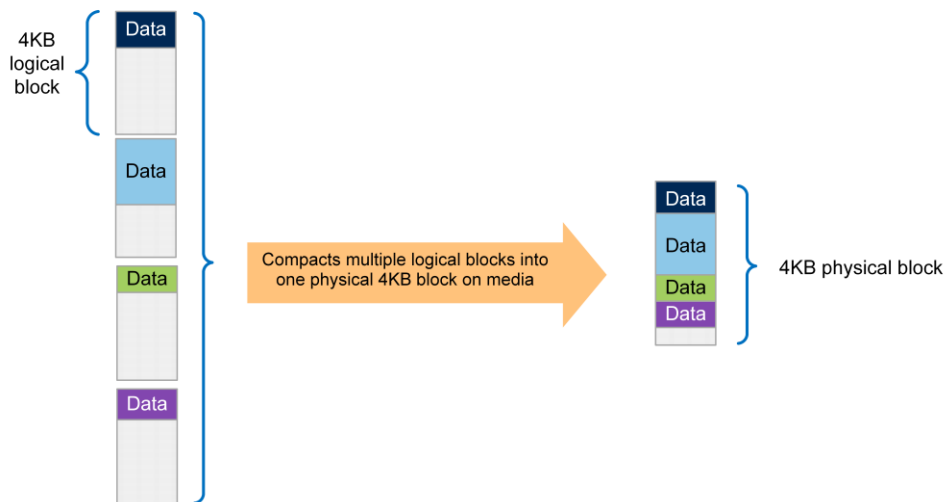 4KB
logical
block
Data
Data
Data
Data
Compacts multiple logical blocks into
one physical 4KB block on media
Data
Data
Data
Data
4KB physical block